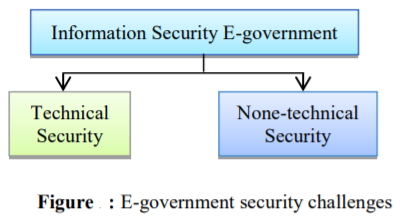 Information Security E-government
Technical
Security
None-technical
Security
Figure : E-government security challenges